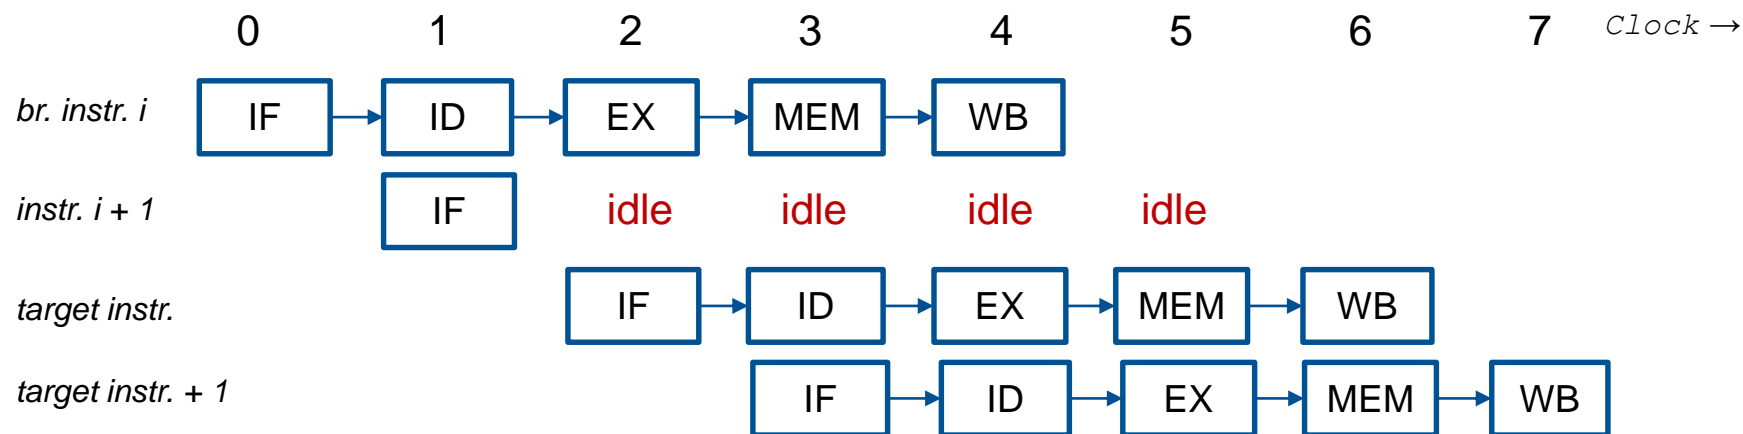 0 1 2 3 4 5 6 7 Clock →
br. instr. i IF ID EX MEM WB
instr. i + 1 IF idle idle idle idle
target instr. IF ID EX MEM WB
target instr. + 1 IF ID EX MEM WB